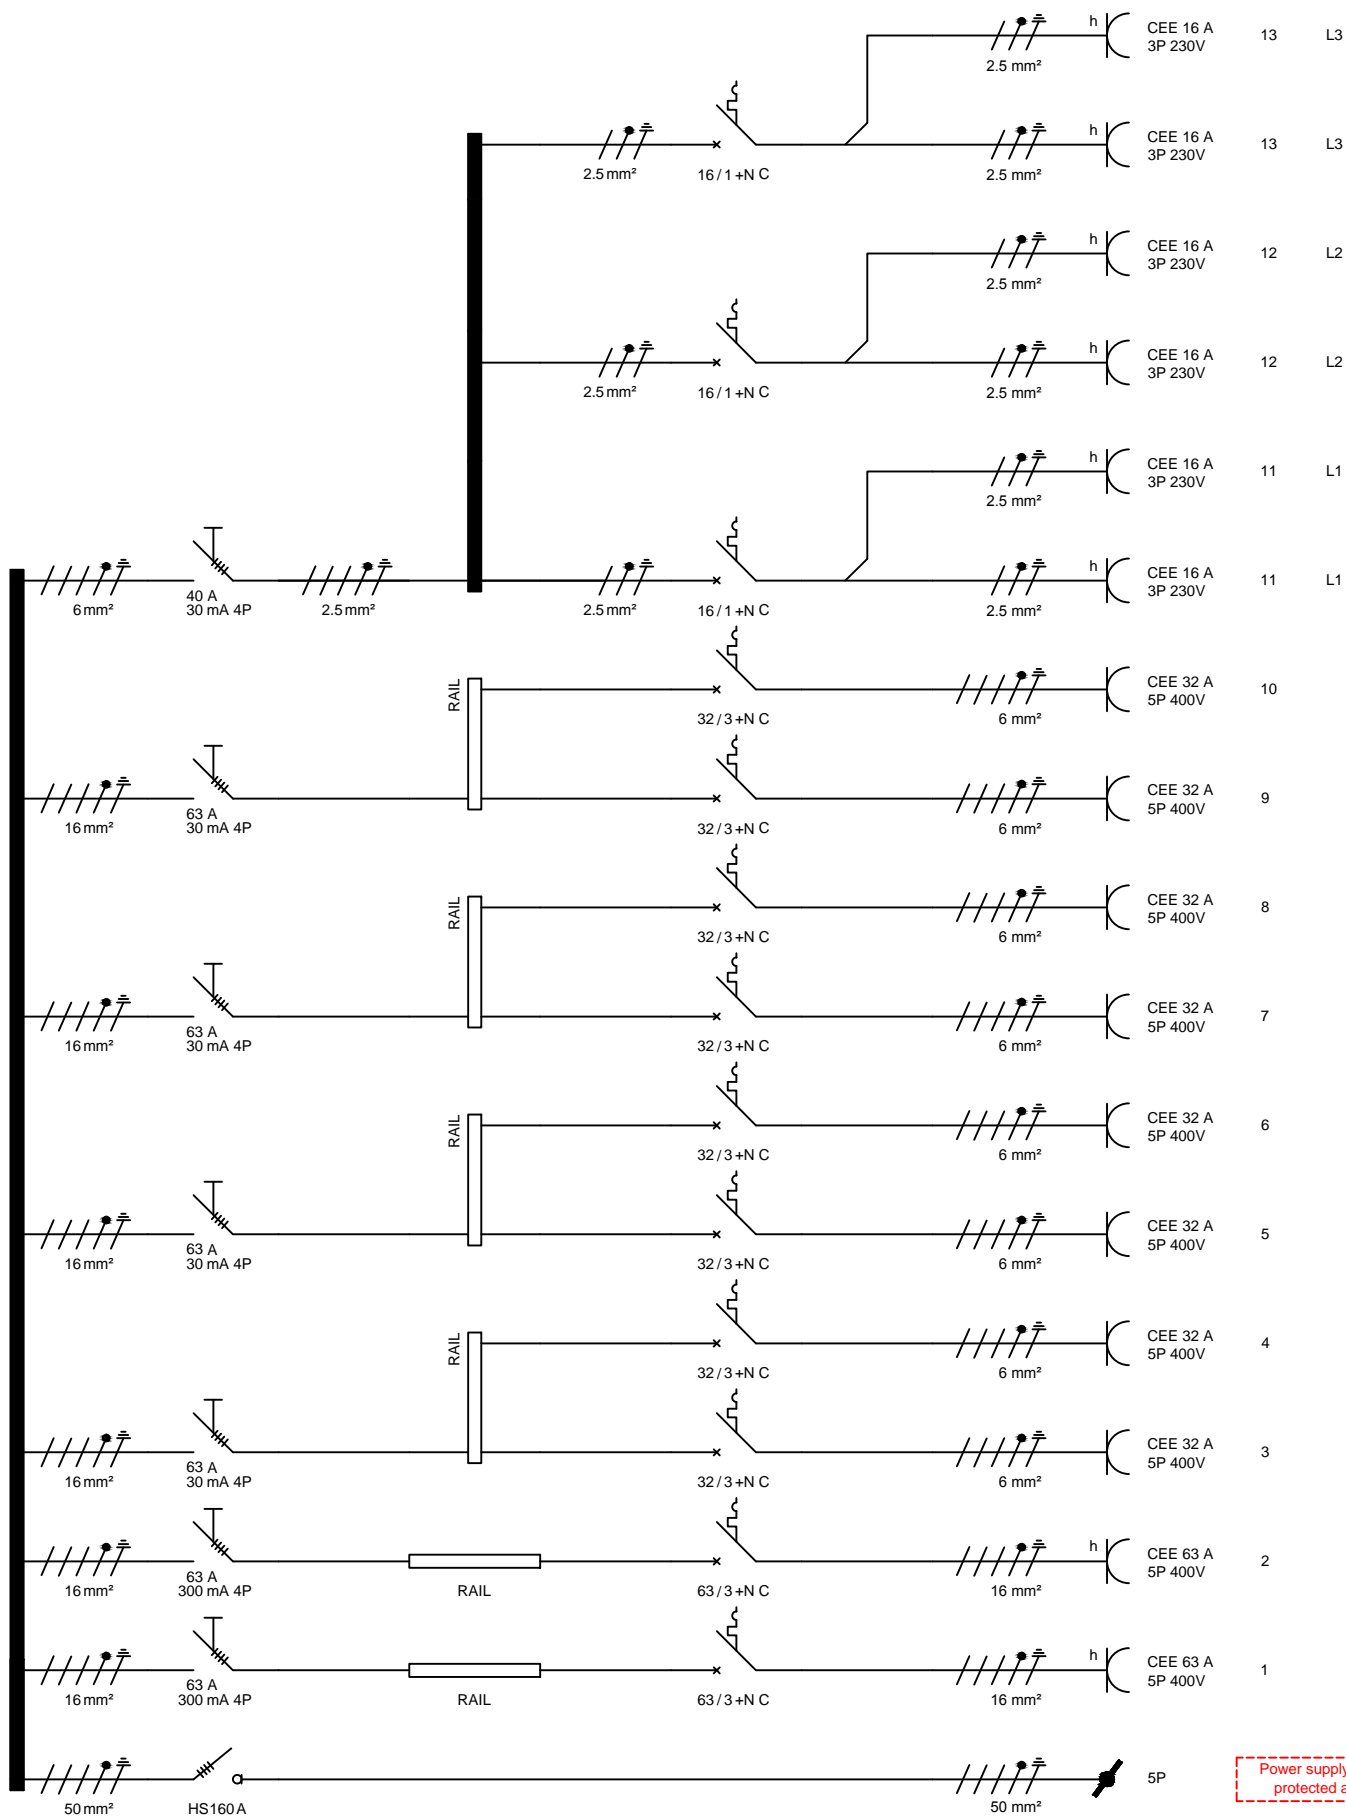 h CEE 16 A 13 L3
3P 230V
2.5 mm²
h CEE 16 A 13 L3
3P 230V
2.5 mm² 16/1+N C 2.5 mm²
h CEE 16 A 12 L2
3P 230V
2.5 mm²
h CEE 16 A 12 L2
3P 230V
2.5 mm² 16/1+N C 2.5 mm²
h CEE 16 A 11 L1
3P 230V
2.5 mm²
h CEE 16 A 11 L1
3P 230V
40 A
6 mm² 30 mA 4P 2.5 mm² 2.5 mm² 16/1+N C 2.5 mm²
RAIL CEE 32 A 10
5P 400V
32/3+N C 6 mm²
CEE 32 A 9
5P 400V
63 A
16 mm² 30 mA 4P 32/3+N C 6 mm²
RAIL CEE 32 A 8
5P 400V
32/3+N C 6 mm²
CEE 32 A 7
5P 400V
63 A
16 mm² 30 mA 4P 32/3+N C 6 mm²
RAIL CEE 32 A 6
5P 400V
32/3+N C 6 mm²
CEE 32 A 5
5P 400V
63 A
16 mm² 30 mA 4P 32/3+N C 6 mm²
RAIL CEE 32 A 4
5P 400V
32/3+N C 6 mm²
CEE 32 A 3
5P 400V
63 A
16 mm² 30 mA 4P 32/3+N C 6 mm²
h CEE 63 A 2
5P 400V
63 A
16 mm² 300 mA 4P RAIL 63/3+N C 16 mm²
h CEE 63 A 1
5P 400V
63 A
16 mm² 300 mA 4P RAIL 63/3+N C 16 mm²
5P Power supply
protected a
50 mm² HS160A 50 mm²